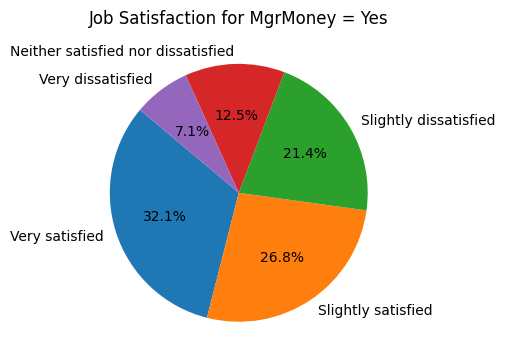 Job Satisfaction for MgrMoney = Yes
Neither satisfied nor dissatisfied
Very dissatisfied
12.5%
Slightly dissatisfied
7.1%
21.4%
32.1%
Very satisfied
26.8%
Slightly satisfied